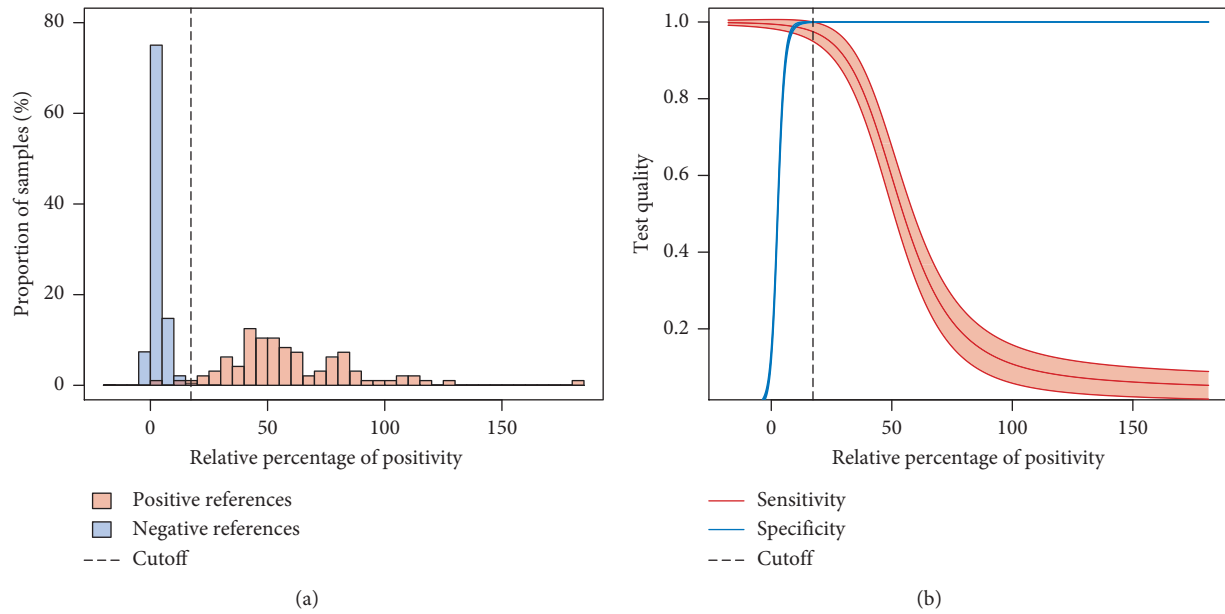 Proportion of samples (%)
80
60
40
20
0
0 50 100 150
Relative percentage of positivity
Positive references
Negative references
Cutoff
(a)
Test quality
1.0
0.8
0.6
0.4
0.2
0 50 100 150
Relative percentage of positivity
Sensitivity
Specificity
Cutoff
(b)